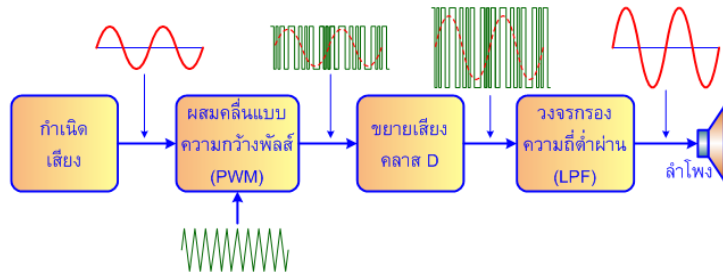 กำเนิด
เสียง
ผสมคลื่นแบบ
ความกว้างพัลส์
(PWM)
ขยายเสียง
คลาส D
วงจรกรอง
ความถี่ต่ำผ่าน
(LPF)
ลำโพง